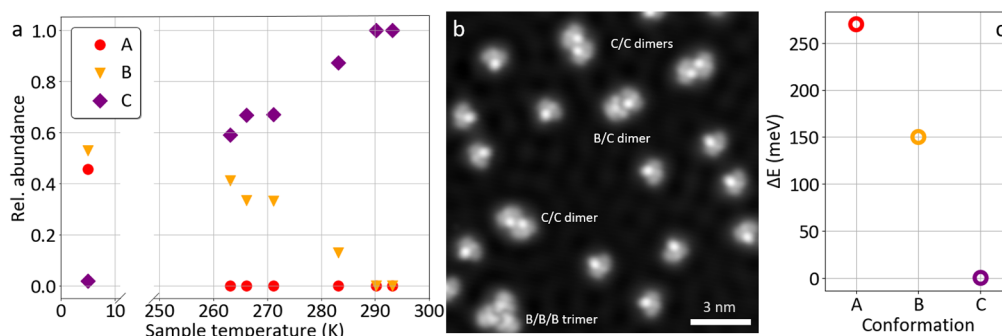 a
Rel. abundance
1.0
0.8
0.6
0.4
0.2
0.0
A
B
C
0
10
250
260
270
280
290
300
Sample temperature (K)
b
C/C dimers
B/C dimer
C/C dimer
B/B/B trimer
3 nm
ΔE (meV)
250
200
150
100
50
0
A
B
C
Conformation